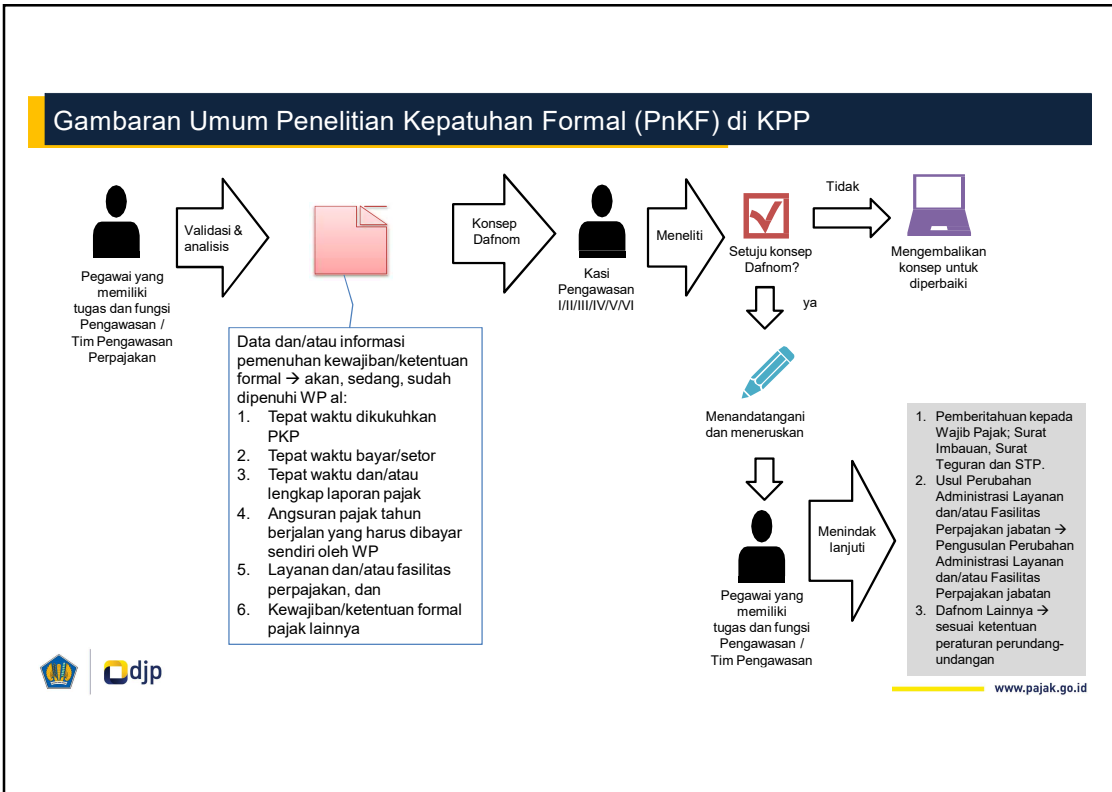 Gambaran Umum Penelitian Kepatuhan Formal (PnKF) di KPP
Pegawai yang
memiliki
tugas dan fungsi
Pengawasan /
Tim Pengawasan
Perpajakan
Validasi &
analisis
Data dan/atau informasi
pemenuhan kewajiban/ketentuan
formal → akan, sedang, sudah
dipenuhi WP al:
1. Tepat waktu dikukuhkan
PKP
2. Tepat waktu bayar/setor
3. Tepat waktu dan/atau
lengkap laporan pajak
4. Angsuran pajak tahun
berjalan yang harus dibayar
sendiri oleh WP
5. Layanan dan/atau fasilitas
perpajakan, dan
6. Kewajiban/ketentuan formal
pajak lainnya
Konsep
Dafnom
Kasi
Pengawasan
I/II/III/IV/V/VI
Meneliti
Setuju konsep
Dafnom?
Tidak
Mengembalikan
konsep untuk
diperbaiki
ya
Menandatangani
dan meneruskan
Pegawai yang
memiliki
tugas dan fungsi
Pengawasan /
Tim Pengawasan
Menindak
lanjuti
1. Pemberitahuan kepada
Wajib Pajak; Surat
Imbauan, Surat
Teguran dan STP.
2. Usul Perubahan
Administrasi Layanan
dan/atau Fasilitas
Perpajakan jabatan →
Pengusulan Perubahan
Administrasi Layanan
dan/atau Fasilitas
Perpajakan jabatan
3. Dafnom Lainnya →
sesuai ketentuan
peraturan perundang-
undangan
djp
www.pajak.go.id